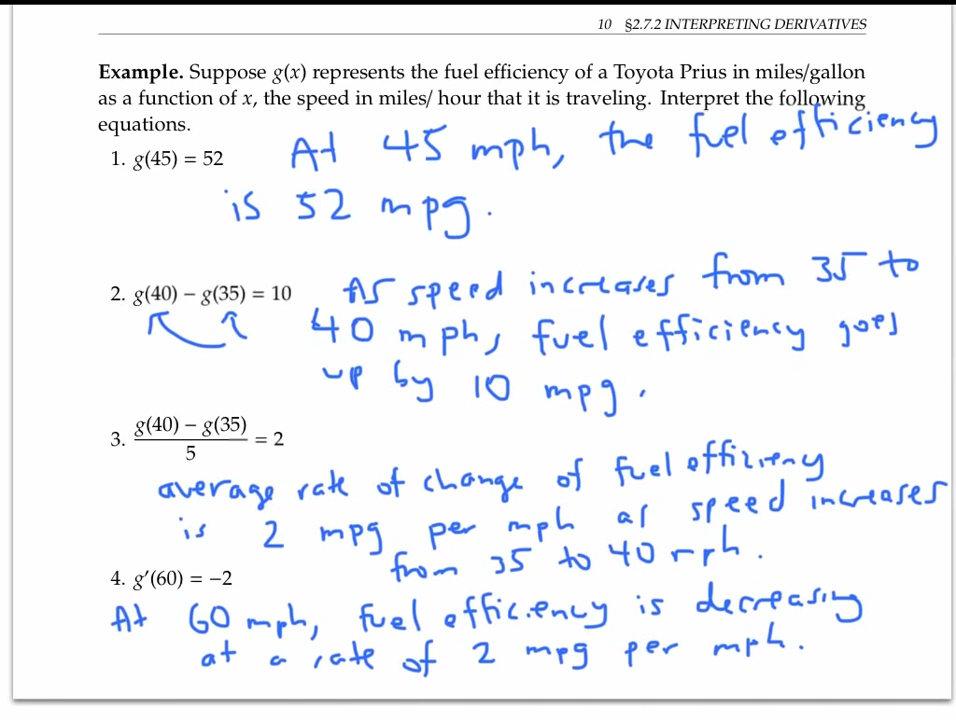 10 §2.7.2 INTERPRETING DERIVATIVES
Example. Suppose g(x) represents the fuel efficiency of a Toyota Prius in miles/gallon
as a function of x, the speed in miles/ hour that it is traveling. Interpret the following
equations.
1. g(45) = 52 At 45 mph, the fuel efficiency
is 52 mpg.
2. g(40) − g(35) = 10 As speed increases from 35 to
40 mph, fuel efficiency goes
up by 10 mpg.
3. g(40) − g(35)
5
= 2
average rate of change of fuel efficiency
is 2 mpg per mph as speed increases
from 35 to 40 mph.
4. g′(60) = −2
At 60 mph, fuel efficiency is decreasing
at a rate of 2 mpg per mph.